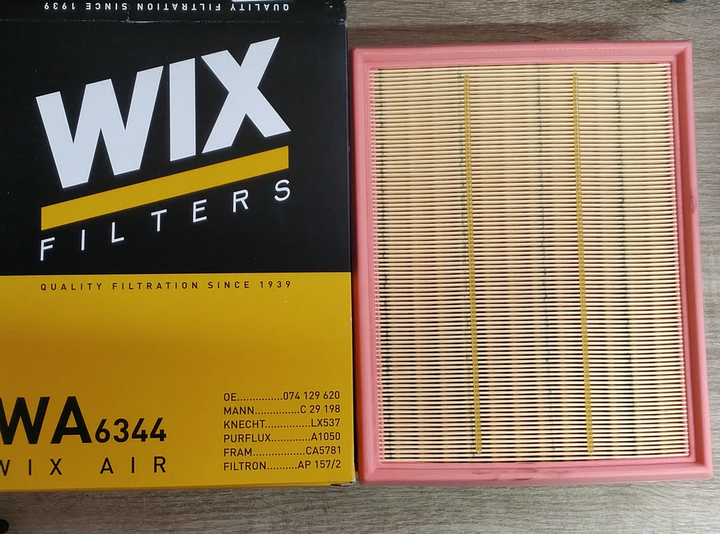 QUALITY FILTRATION SINCE 1939
WIX
FILTERS
QUALITY FILTRATION SINCE 1939
WA6344
WIX AIR
OE...............074 129 620
MANN...............C 29 198
KNECHT...............LX537
PURFLUX...........A1050
FRAM...............CA5781
FILTRON..........AP 157/2